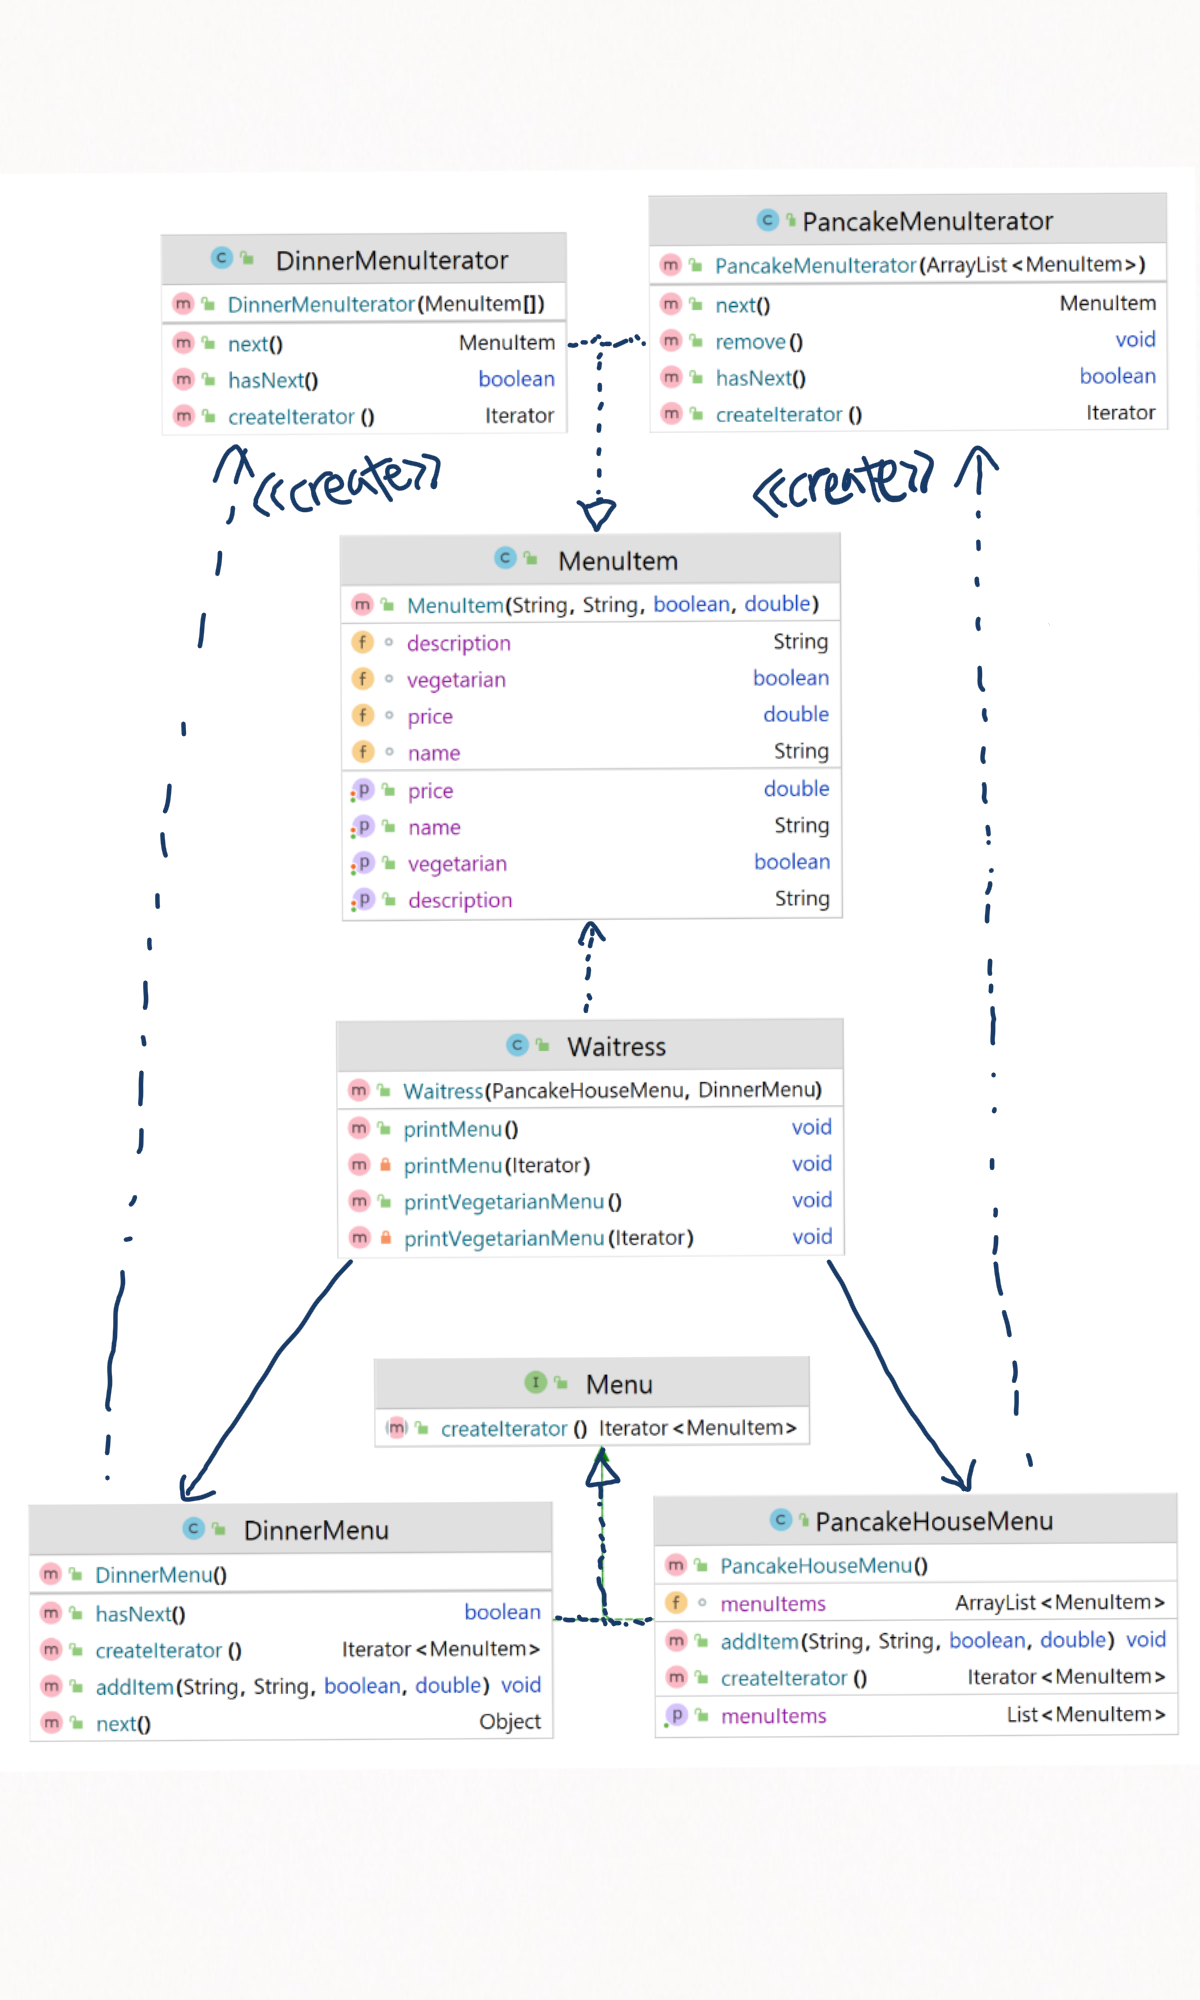 DinnerMenuIterator
DinnerMenuIterator(MenuItem[])
next() MenuItem
hasNext() boolean
createIterator() Iterator
PancakeMenuIterator
PancakeMenuIterator(ArrayList<MenuItem>)
next() MenuItem
remove() void
hasNext() boolean
createIterator() Iterator
<<create>>
<<create>>
MenuItem
MenuItem(String, String, boolean, double)
description String
vegetarian boolean
price double
name String
price double
name String
vegetarian boolean
description String
Waitress
Waitress(PancakeHouseMenu, DinnerMenu)
printMenu() void
printMenu(Iterator) void
printVegetarianMenu() void
printVegetarianMenu(Iterator) void
Menu
createIterator() Iterator<MenuItem>
DinnerMenu
DinnerMenu()
hasNext() boolean
createIterator() Iterator<MenuItem>
addItem(String, String, boolean, double) void
next() Object
PancakeHouseMenu
PancakeHouseMenu()
menuItems ArrayList<MenuItem>
addItem(String, String, boolean, double) void
createIterator() Iterator<MenuItem>
menuItems List<MenuItem>